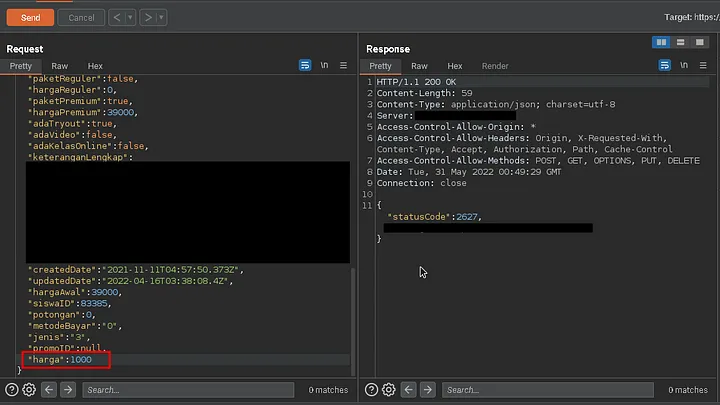 Send
Cancel
Target: https:/
Request
Pretty Raw Hex
\n
"paketReguler":false,
"hargaReguler":0,
"paketPremium":true,
"hargaPremium":39000,
"adaTryout":true,
"adaVideo":false,
"adaKelasOnline":false,
"keteranganLengkap":
"createdDate":"2021-11-11T04:57:50.373Z",
"updatedDate":"2022-04-16T03:38:08.4Z",
"hargaAwal":39000,
"siswaID":83385,
"potongan":0,
"metodeBayar":"0",
"jenis":"3",
"promoID":null,
"harga":1000
}
Search...
0 matches
Response
Pretty Raw Hex Render
\n
1 HTTP/1.1 200 OK
2 Content-Length: 59
3 Content-Type: application/json; charset=utf-8
4 Server:
5 Access-Control-Allow-Origin: *
6 Access-Control-Allow-Headers: Origin, X-Requested-With,
Content-Type, Accept, Authorization, Path, Cache-Control
7 Access-Control-Allow-Methods: POST, GET, OPTIONS, PUT, DELETE
8 Date: Tue, 31 May 2022 00:49:29 GMT
9 Connection: close
10
11 {
"statusCode":2627,
}
Search...
0 matches